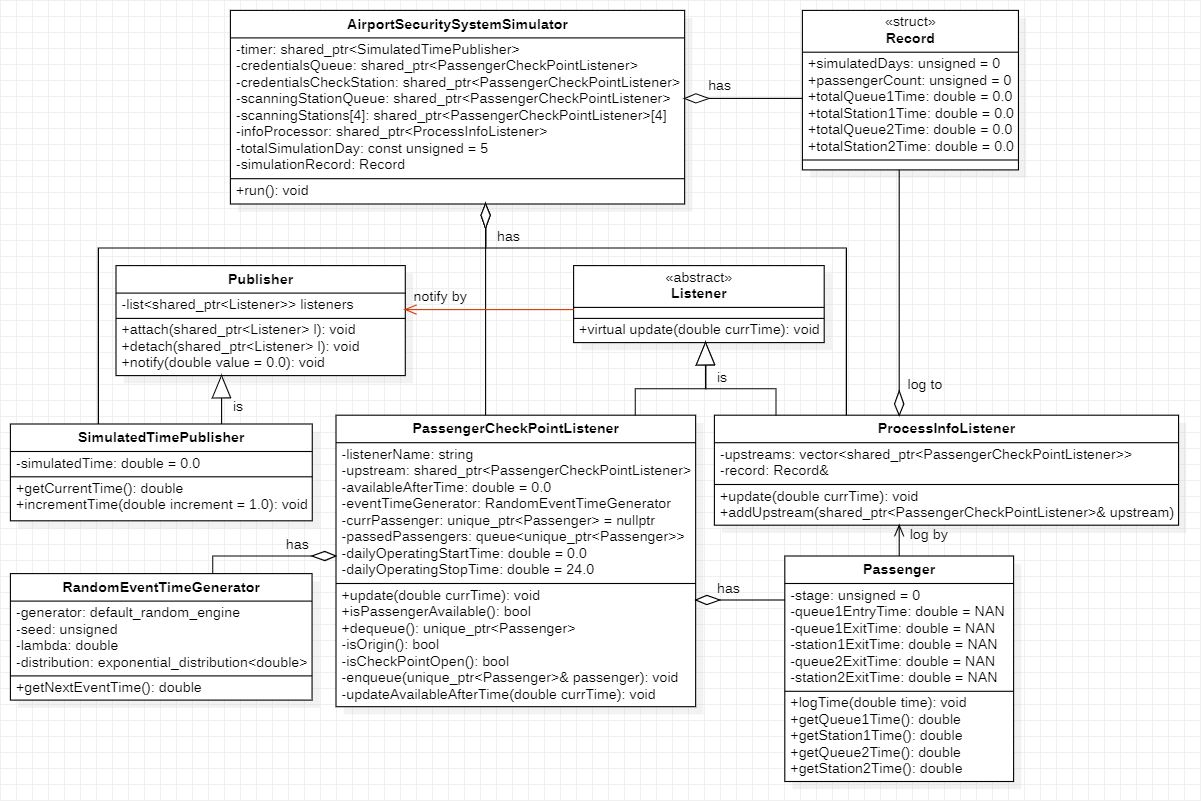 AirportSecuritySystemSimulator
-timer: shared_ptr<SimulatedTimePublisher>
-credentialsQueue: shared_ptr<PassengerCheckPointListener>
-credentialsCheckStation: shared_ptr<PassengerCheckPointListener>
-scanningStationQueue: shared_ptr<PassengerCheckPointListener>
-scanningStations[4]: shared_ptr<PassengerCheckPointListener>[4]
-infoProcessor: shared_ptr<ProcessInfoListener>
-totalSimulationDay: const unsigned = 5
-simulationRecord: Record
+run(): void
has
«struct»
Record
+simulatedDays: unsigned = 0
+passengerCount: unsigned = 0
+totalQueue1Time: double = 0.0
+totalStation1Time: double = 0.0
+totalQueue2Time: double = 0.0
+totalStation2Time: double = 0.0
has
Publisher
-list<shared_ptr<Listener>> listeners
+attach(shared_ptr<Listener> l): void
+detach(shared_ptr<Listener> l): void
+notify(double value = 0.0): void
notify by
«abstract»
Listener
+virtual update(double currTime): void
is
is
log to
SimulatedTimePublisher
-simulatedTime: double = 0.0
+getCurrentTime(): double
+incrementTime(double increment = 1.0): void
PassengerCheckPointListener
-listenerName: string
-upstream: shared_ptr<PassengerCheckPointListener>
-availableAfterTime: double = 0.0
-eventTimeGenerator: RandomEventTimeGenerator
-currPassenger: unique_ptr<Passenger> = nullptr
-passedPassengers: queue<unique_ptr<Passenger>>
-dailyOperatingStartTime: double = 0.0
-dailyOperatingStopTime: double = 24.0
+update(double currTime): void
+isPassengerAvailable(): bool
+dequeue(): unique_ptr<Passenger>
-isOrigin(): bool
-isCheckPointOpen(): bool
-enqueue(unique_ptr<Passenger>& passenger): void
-updateAvailableAfterTime(double currTime): void
ProcessInfoListener
-upstreams: vector<shared_ptr<PassengerCheckPointListener>>
-record: Record&
+update(double currTime): void
+addUpstream(shared_ptr<PassengerCheckPointListener>& upstream)
log by
has
RandomEventTimeGenerator
-generator: default_random_engine
-seed: unsigned
-lambda: double
-distribution: exponential_distribution<double>
+getNextEventTime(): double
has
Passenger
-stage: unsigned = 0
-queue1EntryTime: double = NAN
-queue1ExitTime: double = NAN
-station1ExitTime: double = NAN
-queue2ExitTime: double = NAN
-station2ExitTime: double = NAN
+logTime(double time): void
+getQueue1Time(): double
+getStation1Time(): double
+getQueue2Time(): double
+getStation2Time(): double